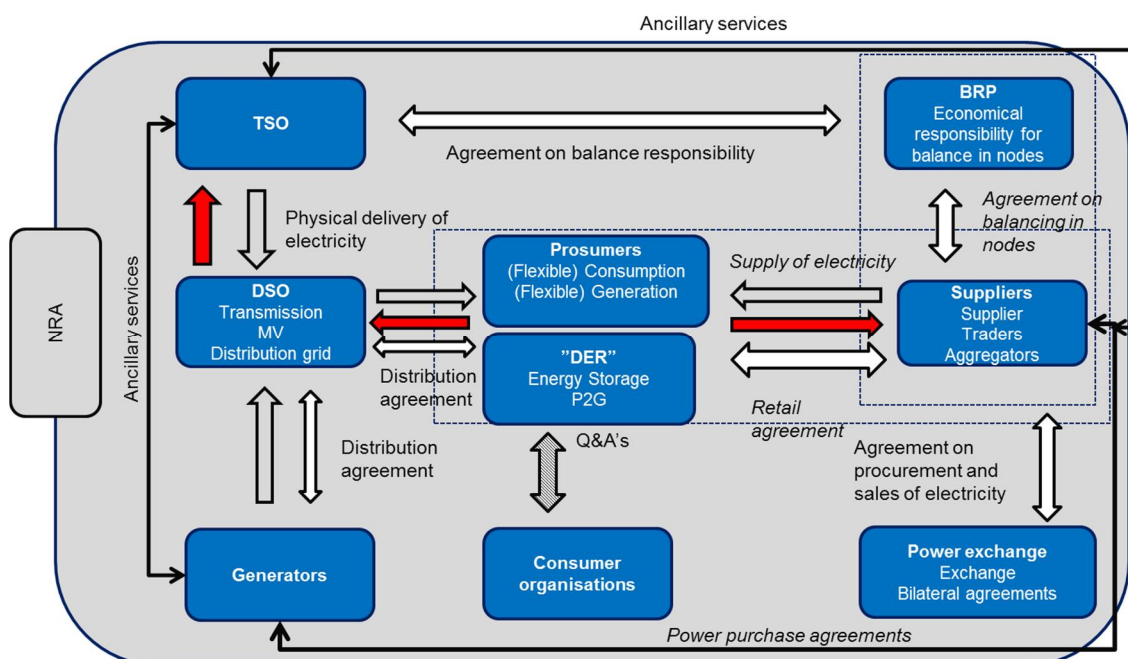 Ancillary services
TSO
BRP
Economical
responsibility for
balance in nodes
Agreement on balance responsibility
Physical delivery of
electricity
Agreement on
balancing in
nodes
NRA
Ancillary services
DSO
Transmission
MV
Distribution grid
Prosumers
(Flexible) Consumption
(Flexible) Generation
Supply of electricity
Suppliers
Supplier
Traders
Aggregators
Distribution
agreement
”DER”
Energy Storage
P2G
Retail
agreement
Distribution
agreement
Q&A's
Agreement on
procurement and
sales of electricity
Generators
Consumer
organisations
Power exchange
Exchange
Bilateral agreements
Power purchase agreements